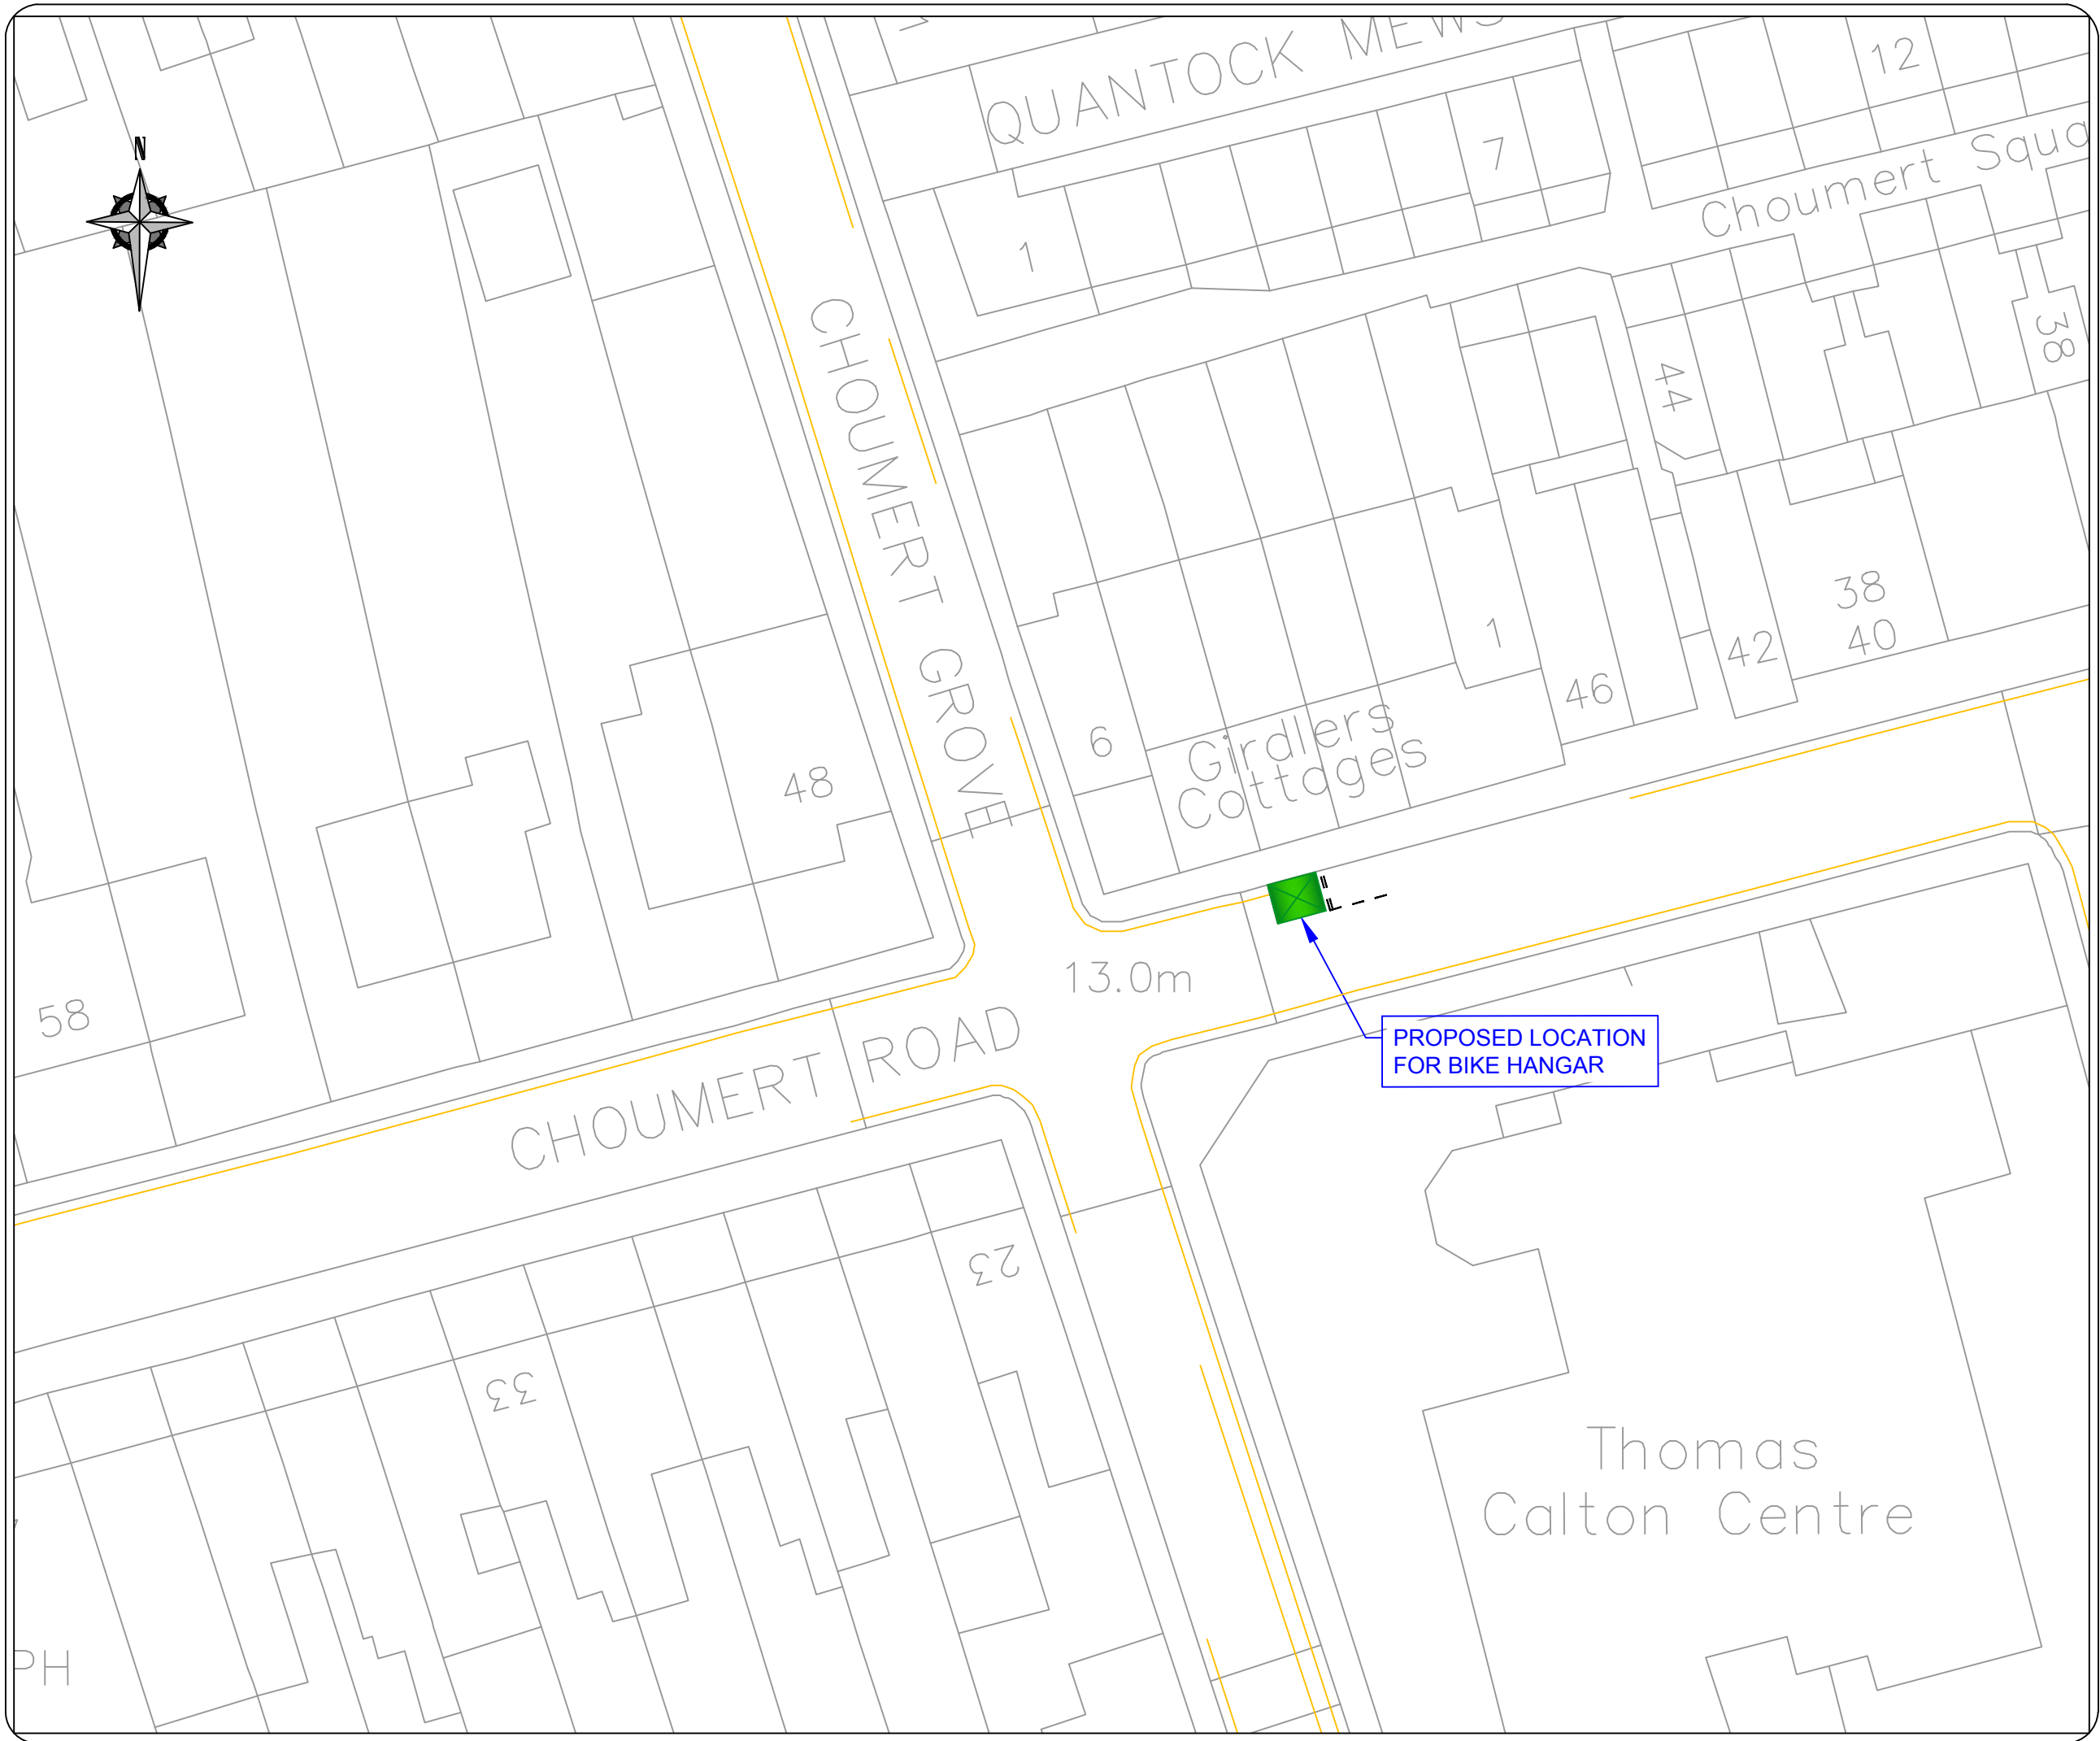 QUANTOCK MEWS
12
7
Choumert Squa
N
1
CHOUMERT GROVE
38
44
38
40
1
42
46
6
Girdlers
Cottages
48
13.0m
58
PROPOSED LOCATION
FOR BIKE HANGAR
CHOUMERT ROAD
23
33
Thomas
Calton Centre
PH